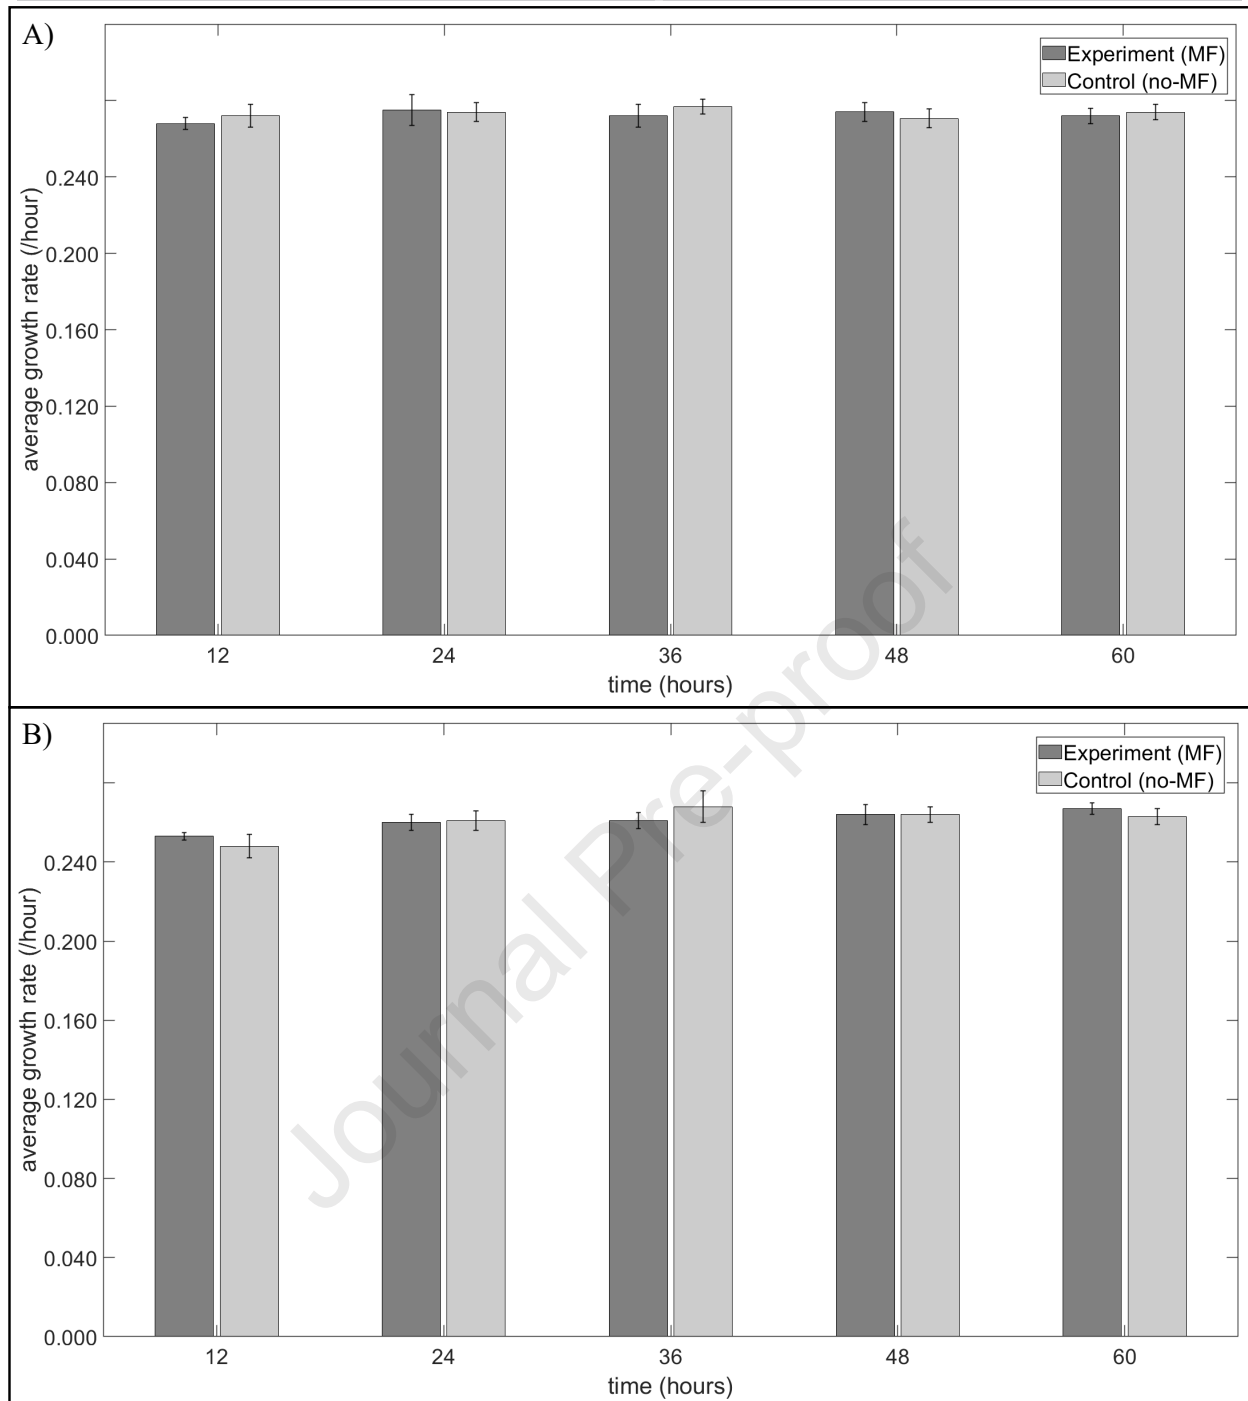 A)
Experiment (MF)
Control (no-MF)
average growth rate (/hour)
0.240
0.200
0.160
0.120
0.080
0.040
0.000
12 24 36 48 60
time (hours)
B)
Experiment (MF)
Control (no-MF)
average growth rate (/hour)
0.240
0.200
0.160
0.120
0.080
0.040
0.000
12 24 36 48 60
time (hours)
Journal Pre-proof